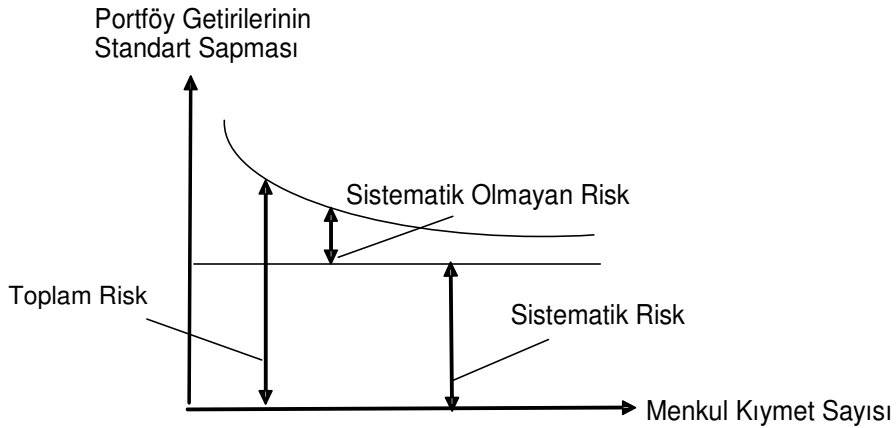 Portföy Getirilerinin
Standart Sapması
Sistematik Olmayan Risk
Toplam Risk
Sistematik Risk
Menkul Kıymet Sayısı